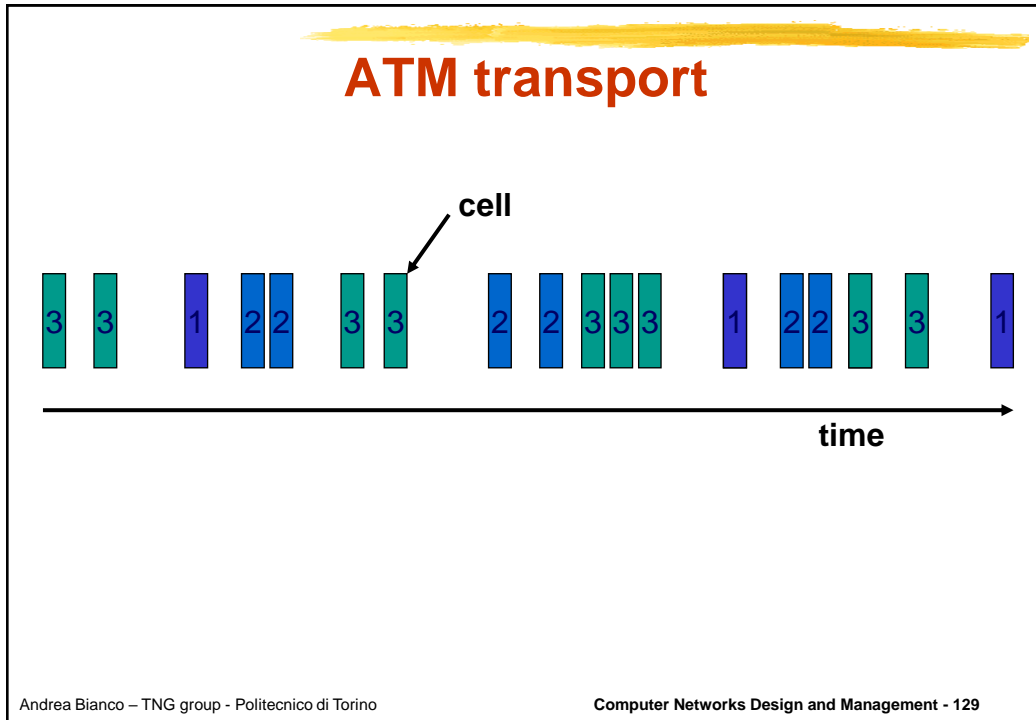 ATM transport
cell
3 3 1 2 2 3 3 2 2 3 3 3 1 2 2 3 3 1
time
Andrea Bianco – TNG group - Politecnico di Torino
Computer Networks Design and Management - 129